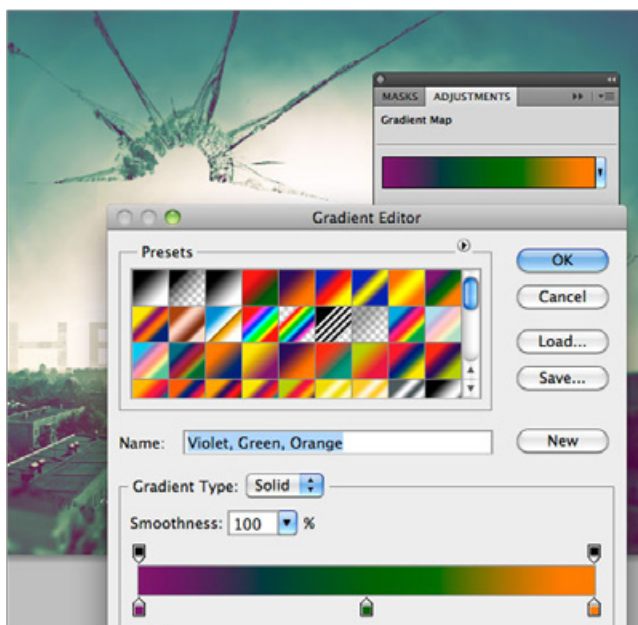 MASKS ADJUSTMENTS
Gradient Map
Gradient Editor
Presets
OK
Cancel
Load...
Save...
Name: Violet, Green, Orange
New
Gradient Type: Solid
Smoothness: 100 %